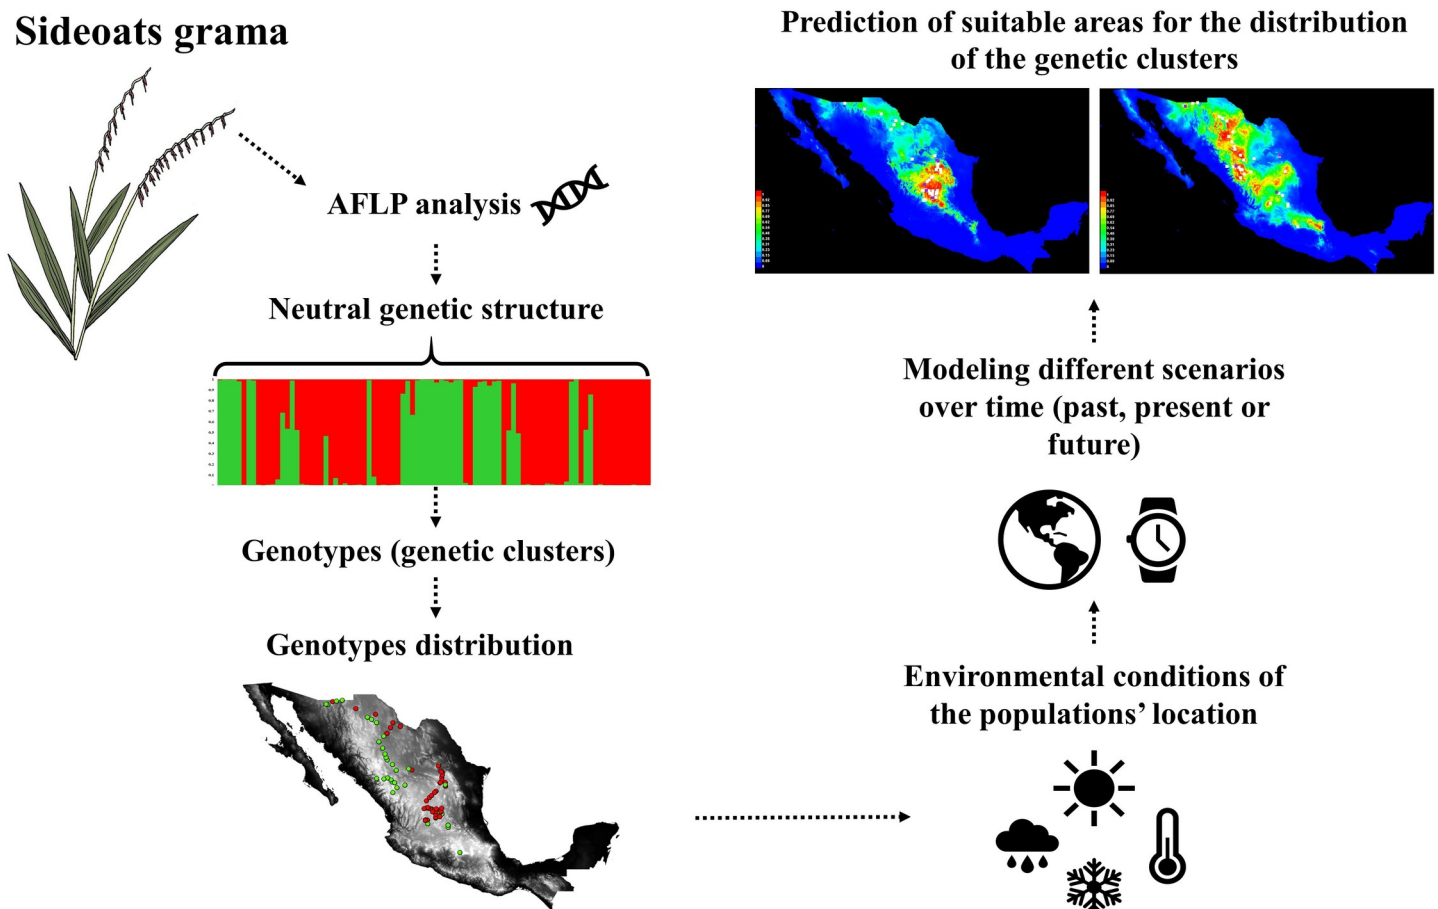 Sideoats grama
AFLP analysis
Neutral genetic structure
Genotypes (genetic clusters)
Genotypes distribution
Environmental conditions of
the populations’ location
Modeling different scenarios
over time (past, present or
future)
Prediction of suitable areas for the distribution
of the genetic clusters